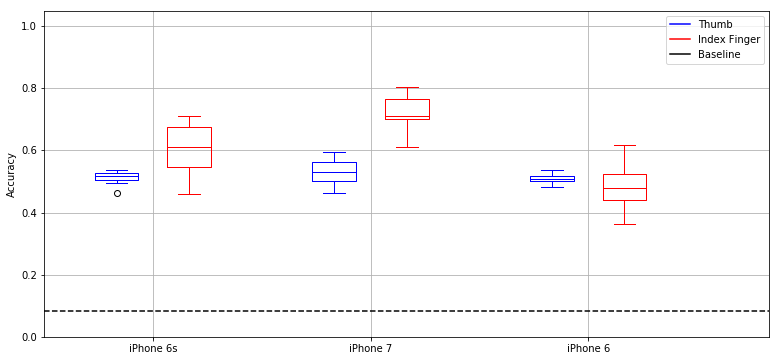 Thumb
Index Finger
Baseline
Accuracy
1.0
0.8
0.6
0.4
0.2
0.0
iPhone 6s
iPhone 7
iPhone 6